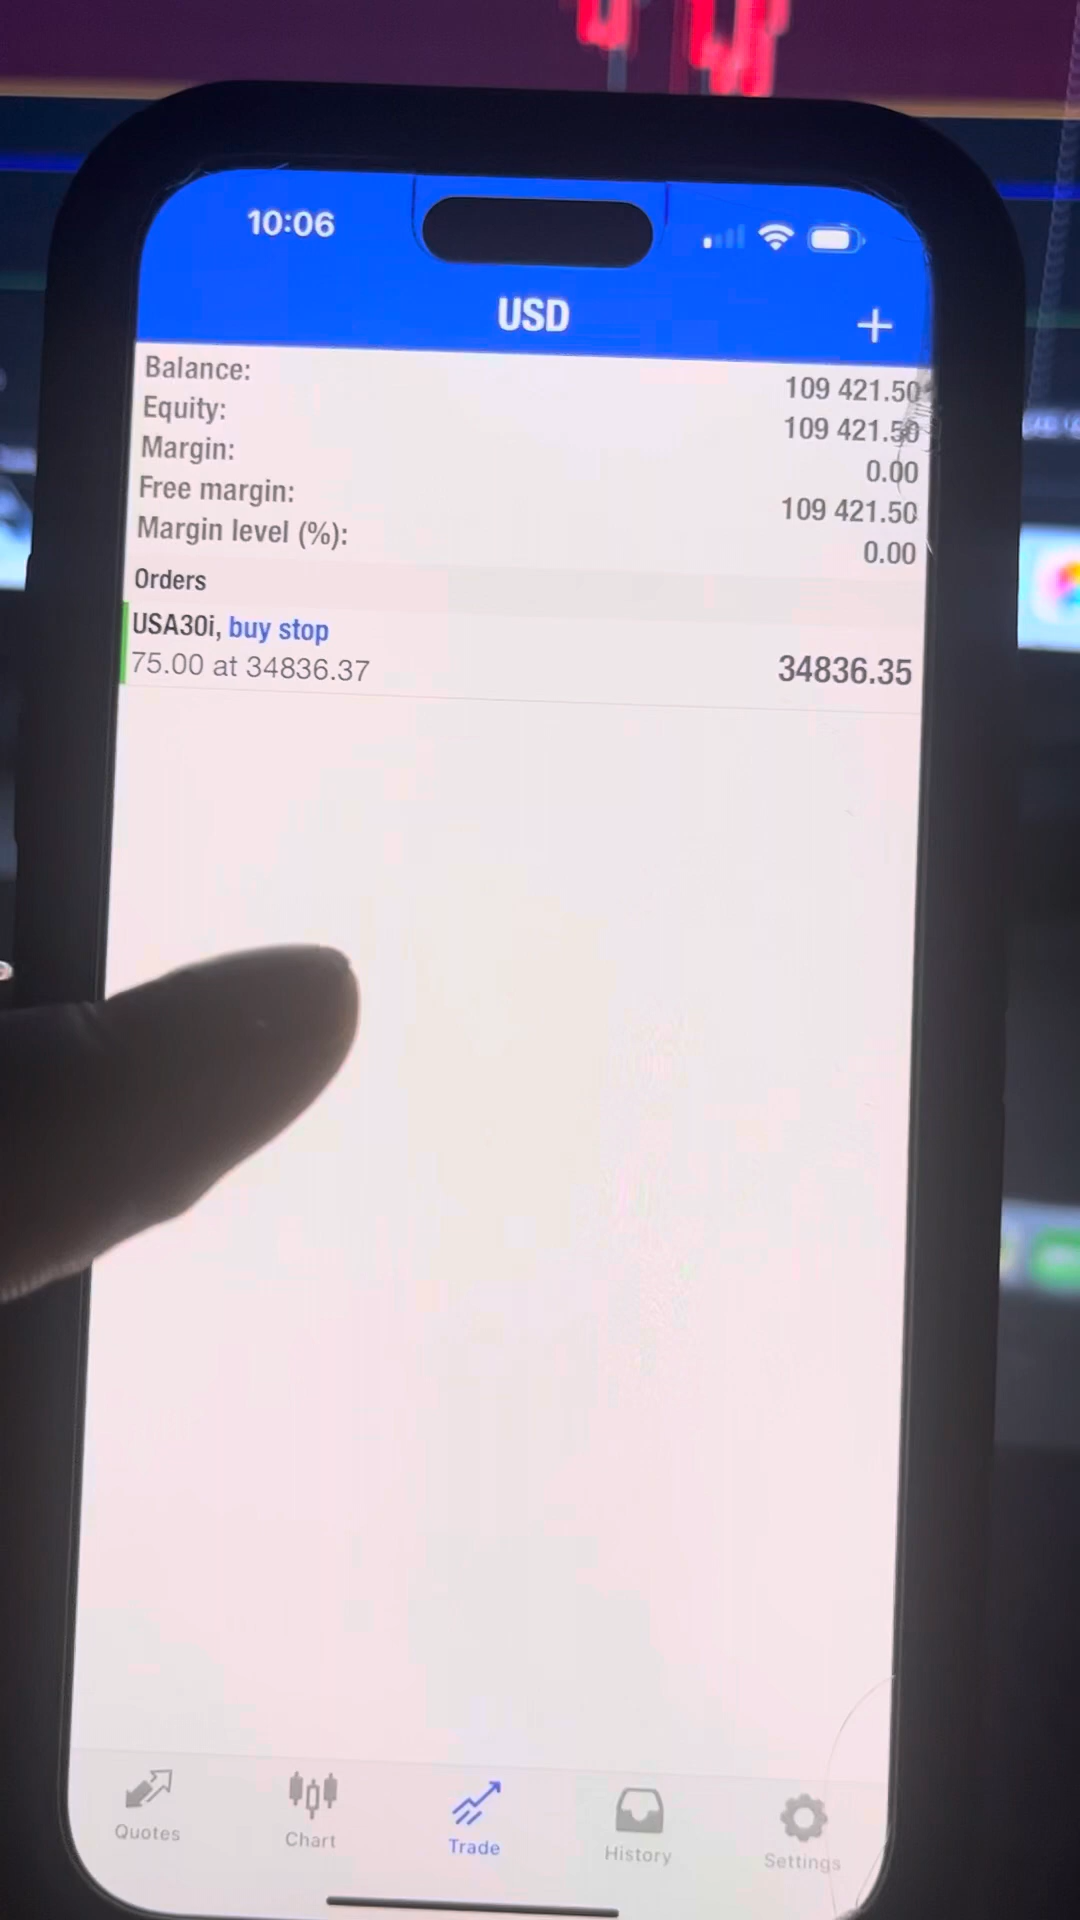 10:06
USD
+
Balance: 109 421.50
Equity: 109 421.50
Margin: 0.00
Free margin: 109 421.50
Margin level (%): 0.00
Orders
USA30i, buy stop
75.00 at 34836.37 34836.35
Quotes Chart Trade History Settings